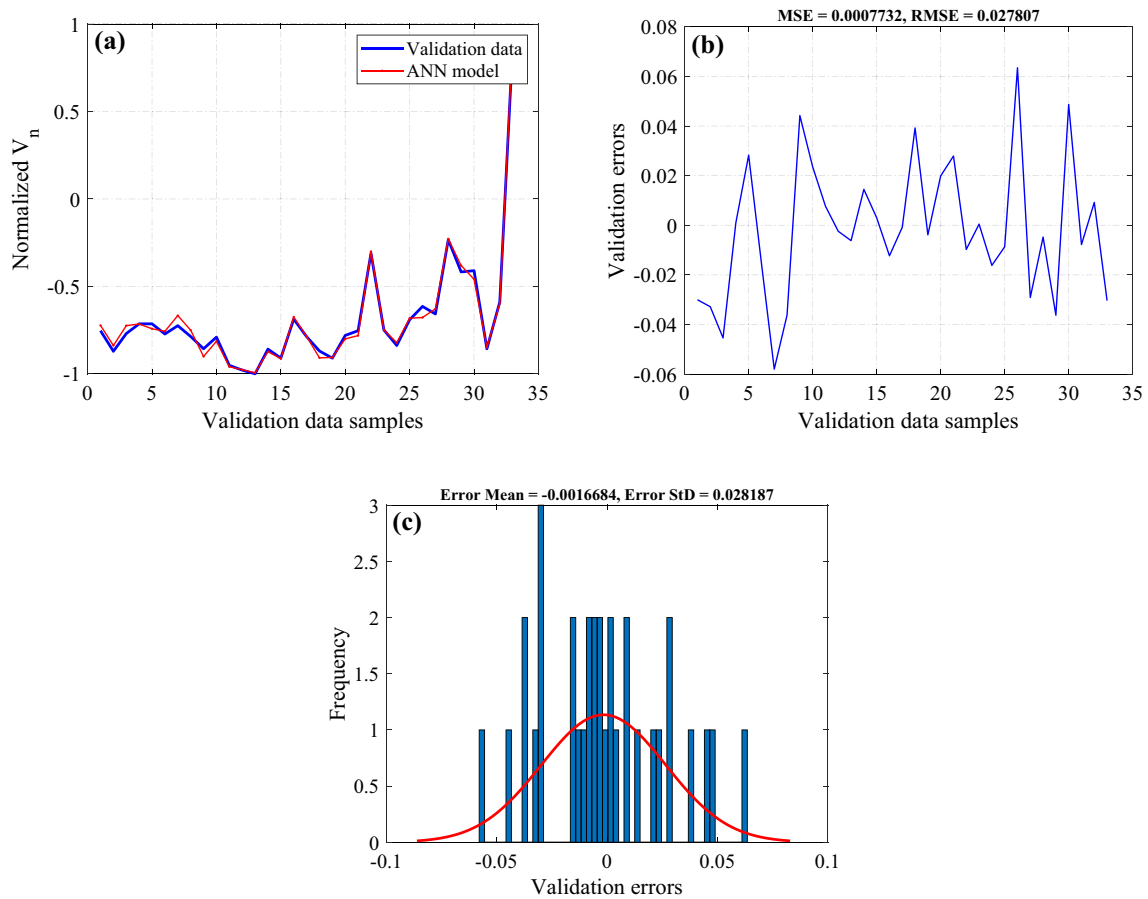 (a)
Validation data
ANN model
Normalized V_n
1
0.5
0
-0.5
-1
0 5 10 15 20 25 30 35
Validation data samples
MSE = 0.0007732, RMSE = 0.027807
(b)
Validation errors
0.08
0.06
0.04
0.02
0
-0.02
-0.04
-0.06
0 5 10 15 20 25 30 35
Validation data samples
Error Mean = -0.0016684, Error StD = 0.028187
(c)
Frequency
3
2.5
2
1.5
1
0.5
0
-0.1 -0.05 0 0.05 0.1
Validation errors